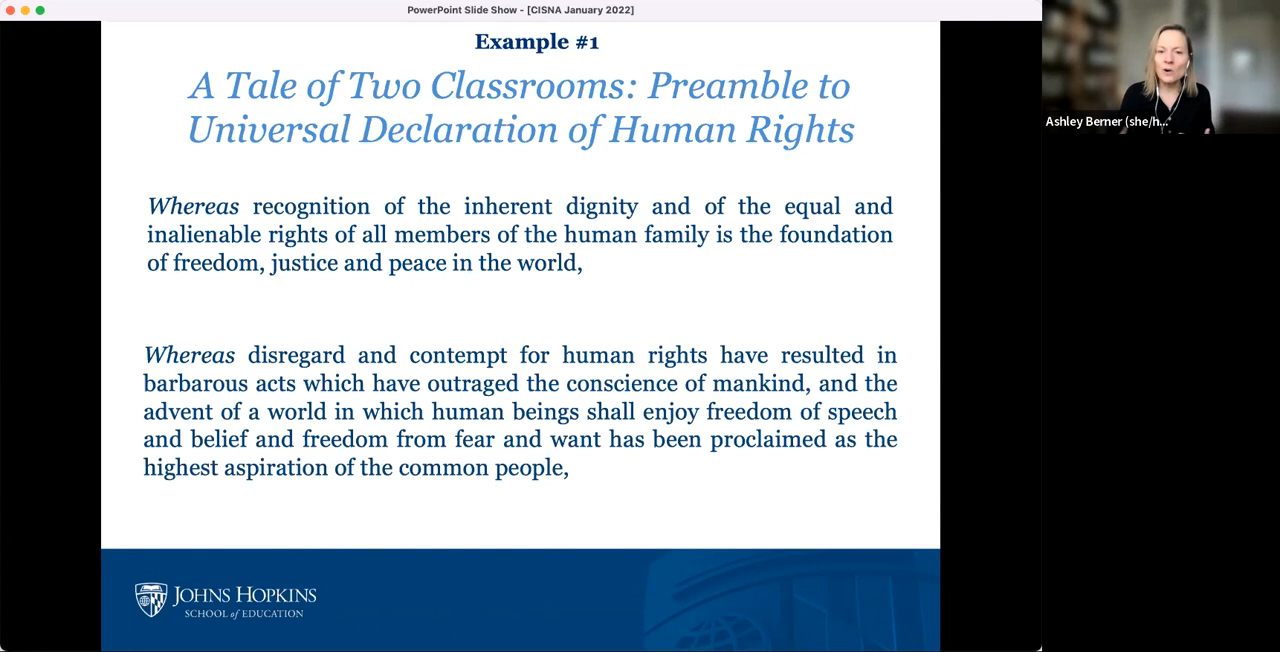 PowerPoint Slide Show - [CISNA January 2022]
Example #1
A Tale of Two Classrooms: Preamble to
Universal Declaration of Human Rights
Whereas recognition of the inherent dignity and of the equal and
inalienable rights of all members of the human family is the foundation
of freedom, justice and peace in the world,
Whereas disregard and contempt for human rights have resulted in
barbarous acts which have outraged the conscience of mankind, and the
advent of a world in which human beings shall enjoy freedom of speech
and belief and freedom from fear and want has been proclaimed as the
highest aspiration of the common people,
JOHNS HOPKINS
SCHOOL of EDUCATION
Ashley Berner (she/h...